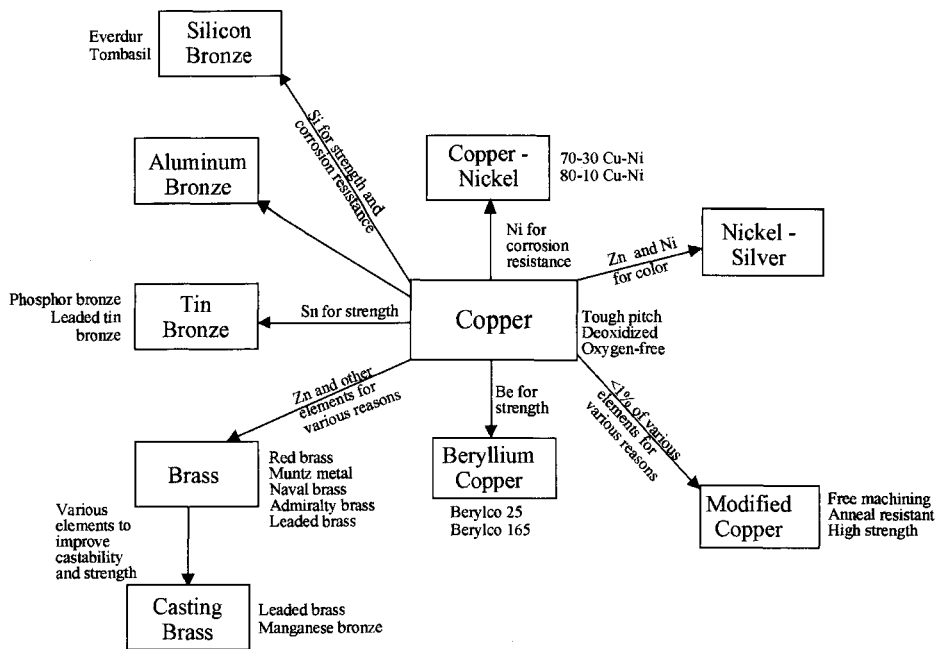 Everdur
Tombasil
Silicon
Bronze
Si for strength and
corrosion resistance
Aluminum
Bronze
Copper -
Nickel
70-30 Cu-Ni
80-10 Cu-Ni
Ni for
corrosion
resistance
Zn and Ni
for color
Nickel -
Silver
Phosphor bronze
Leaded tin
bronze
Tin
Bronze
Sn for strength
Copper
Tough pitch
Deoxidized
Oxygen-free
Zn and other
elements for
various reasons
Be for
strength
<1% of various
elements for
various reasons
Brass
Red brass
Muntz metal
Naval brass
Admiralty brass
Leaded brass
Beryllium
Copper
Berylco 25
Berylco 165
Modified
Copper
Free machining
Anneal resistant
High strength
Various
elements to
improve
castability
and strength
Casting
Brass
Leaded brass
Manganese bronze